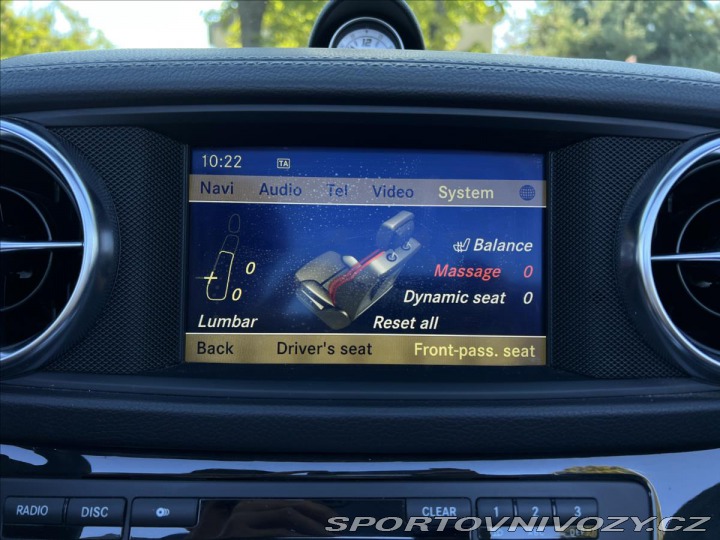 10:22 TA
Navi Audio Tel Video System
Balance
0 Massage 0
0 Dynamic seat 0
Lumbar Reset all
Back Driver's seat Front-pass. seat
RADIO DISC CLEAR 1 2 3
SPORTOVNIVOZY.CZ